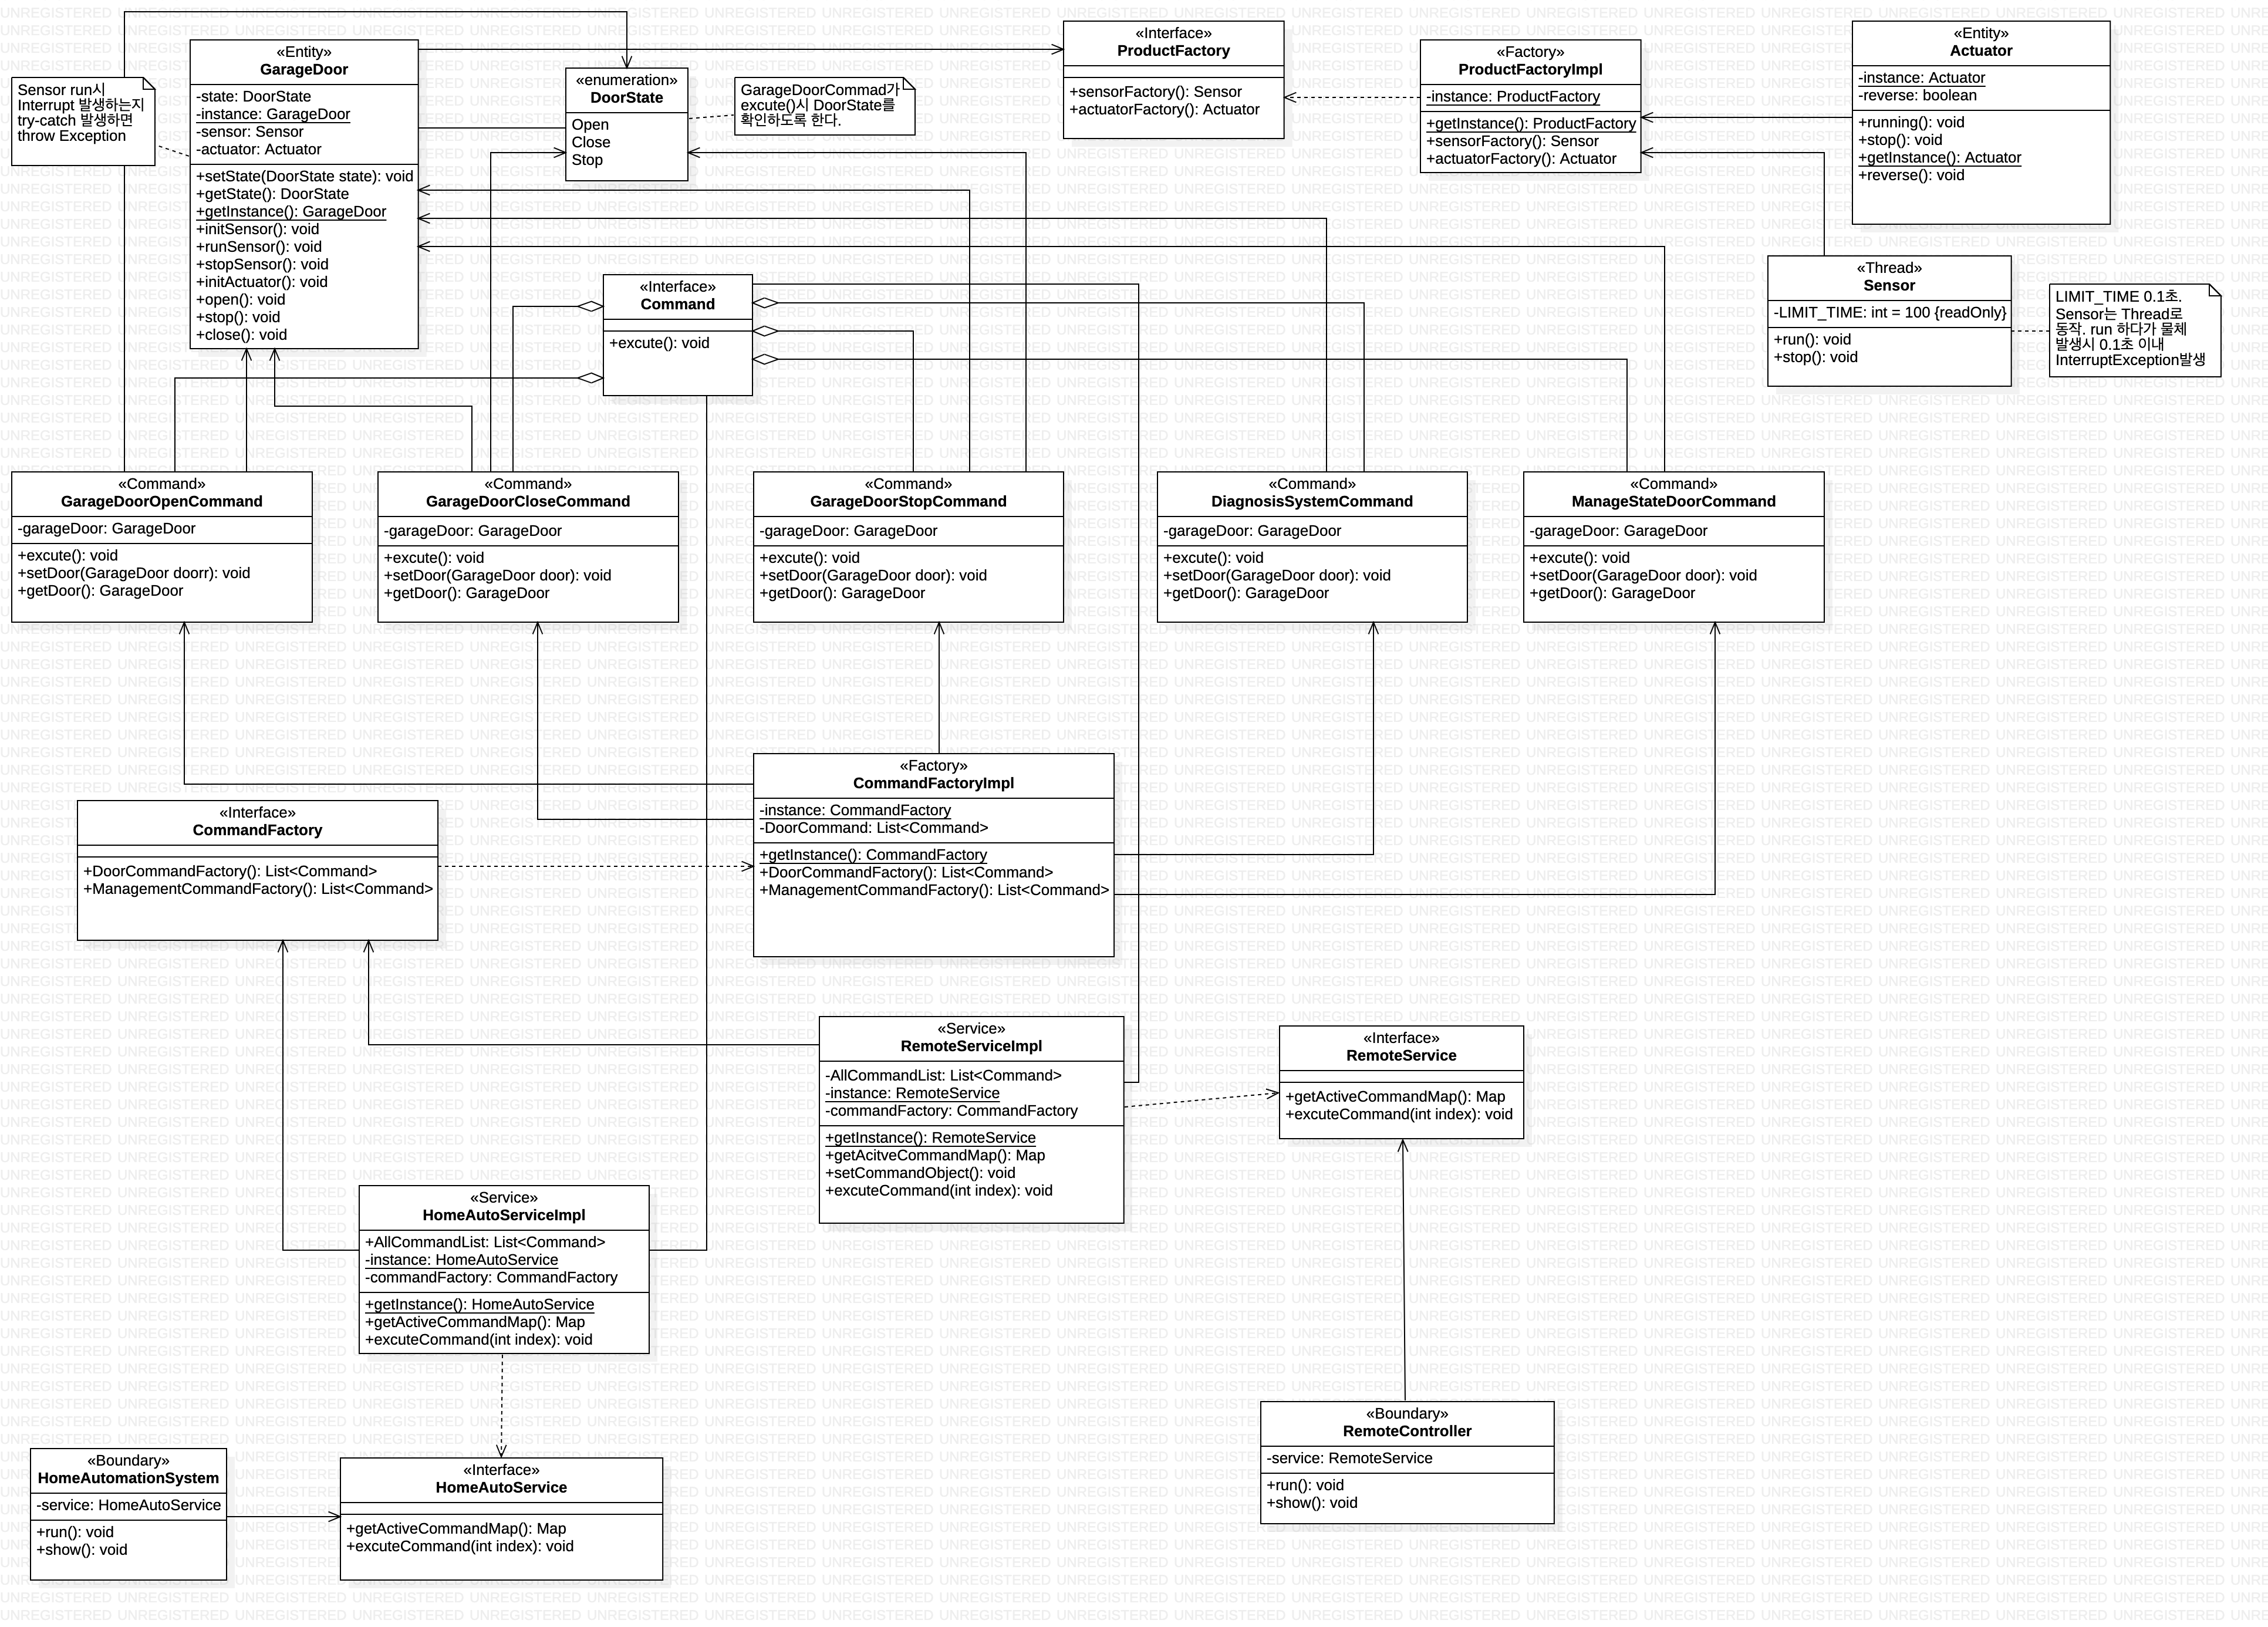 «Entity»
GarageDoor
-state: DoorState
-instance: GarageDoor
-sensor: Sensor
-actuator: Actuator
+setState(DoorState state): void
+getState(): DoorState
+getInstance(): GarageDoor
+initSensor(): void
+runSensor(): void
+stopSensor(): void
+initActuator(): void
+open(): void
+stop(): void
+close(): void
Sensor run시
Interrupt 발생하는지
try-catch 발생하면
throw Exception
«enumeration»
DoorState
Open
Close
Stop
GarageDoorCommad가
excute()시 DoorState를
확인하도록 한다.
«Interface»
ProductFactory
+sensorFactory(): Sensor
+actuatorFactory(): Actuator
«Factory»
ProductFactoryImpl
-instance: ProductFactory
+getInstance(): ProductFactory
+sensorFactory(): Sensor
+actuatorFactory(): Actuator
«Entity»
Actuator
-instance: Actuator
-reverse: boolean
+running(): void
+stop(): void
+getInstance(): Actuator
+reverse(): void
«Thread»
Sensor
-LIMIT_TIME: int = 100 {readOnly}
+run(): void
+stop(): void
LIMIT_TIME 0.1초.
Sensor는 Thread로
동작. run 하다가 물체
발생시 0.1초 이내
InterruptException발생
«Interface»
Command
+excute(): void
«Command»
GarageDoorOpenCommand
-garageDoor: GarageDoor
+excute(): void
+setDoor(GarageDoor doorr): void
+getDoor(): GarageDoor
«Command»
GarageDoorCloseCommand
-garageDoor: GarageDoor
+excute(): void
+setDoor(GarageDoor door): void
+getDoor(): GarageDoor
«Command»
GarageDoorStopCommand
-garageDoor: GarageDoor
+excute(): void
+setDoor(GarageDoor door): void
+getDoor(): GarageDoor
«Command»
DiagnosisSystemCommand
-garageDoor: GarageDoor
+excute(): void
+setDoor(GarageDoor door): void
+getDoor(): GarageDoor
«Command»
ManageStateDoorCommand
-garageDoor: GarageDoor
+excute(): void
+setDoor(GarageDoor door): void
+getDoor(): GarageDoor
«Interface»
CommandFactory
+DoorCommandFactory(): List<Command>
+ManagementCommandFactory(): List<Command>
«Factory»
CommandFactoryImpl
-instance: CommandFactory
-DoorCommand: List<Command>
+getInstance(): CommandFactory
+DoorCommandFactory(): List<Command>
+ManagementCommandFactory(): List<Command>
«Service»
RemoteServiceImpl
-AllCommandList: List<Command>
-instance: RemoteService
-commandFactory: CommandFactory
+getInstance(): RemoteService
+getAcitveCommandMap(): Map
+setCommandObject(): void
+excuteCommand(int index): void
«Interface»
RemoteService
+getActiveCommandMap(): Map
+excuteCommand(int index): void
«Service»
HomeAutoServiceImpl
+AllCommandList: List<Command>
-instance: HomeAutoService
-commandFactory: CommandFactory
+getInstance(): HomeAutoService
+getActiveCommandMap(): Map
+excuteCommand(int index): void
«Boundary»
RemoteController
-service: RemoteService
+run(): void
+show(): void
«Boundary»
HomeAutomationSystem
-service: HomeAutoService
+run(): void
+show(): void
«Interface»
HomeAutoService
+getActiveCommandMap(): Map
+excuteCommand(int index): void
UNREGISTERED